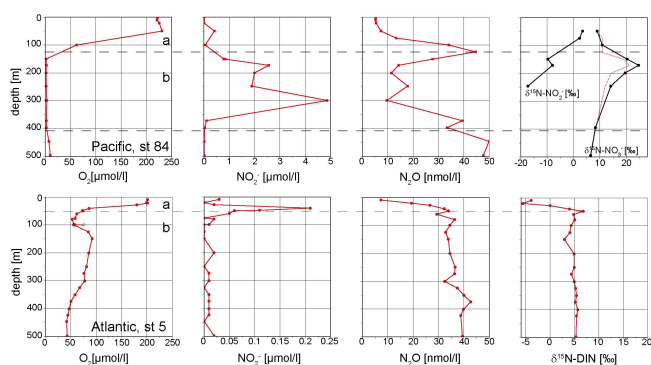 0
100
200
300
400
500
depth [m]
a
b
Pacific, st 84
0 50 100 150 200 250
O₂[µmol/l]
0 1 2 3 4 5
NO₂⁻ [µmol/l]
0 10 20 30 40 50
N₂O [nmol/l]
δ¹⁵N-NO₂⁻[‰]
δ¹⁵N-NO₃⁻[‰]
-20 -10 0 10 20 30
0
100
200
300
400
500
depth [m]
a
b
Atlantic, st 5
0 50 100 150 200 250
O₂[µmol/l]
0 0.05 0.1 0.15 0.2 0.25
NO₂⁻ [µmol/l]
0 10 20 30 40 50
N₂O [nmol/l]
-5 0 5 10 15 20
δ¹⁵N-DIN [‰]